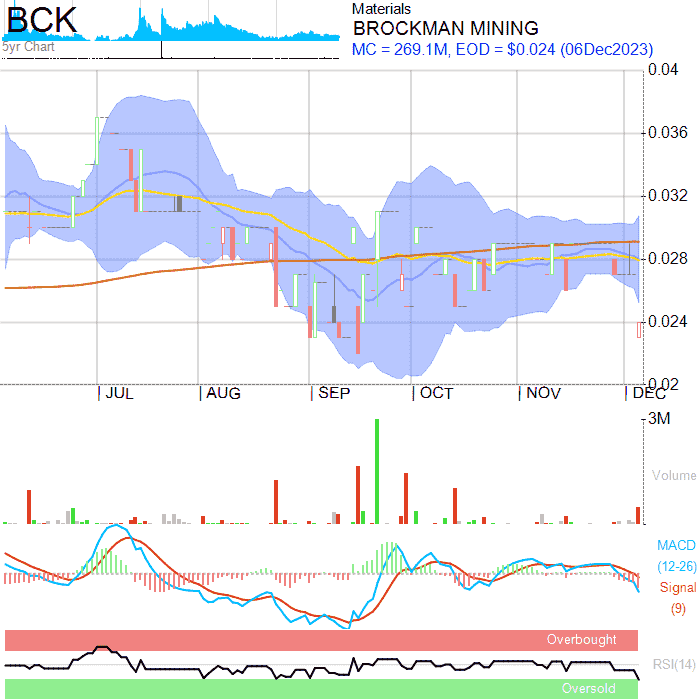 BCK
5yr Chart
Materials
BROCKMAN MINING
MC = 269.1M, EOD = $0.024 (06Dec2023)
0.04
0.036
0.032
0.028
0.024
0.02
JUL AUG SEP OCT NOV DEC
3M
Volume
MACD
(12-26)
Signal
(9)
Overbought
RSI(14)
Oversold